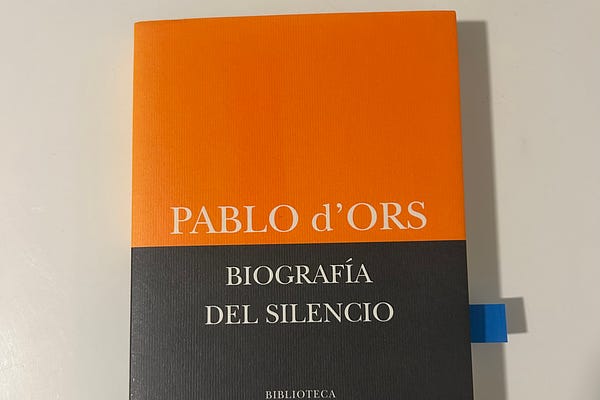 PABLO d’ORS
BIOGRAFÍA
DEL SILENCIO
BIBLIOTECA